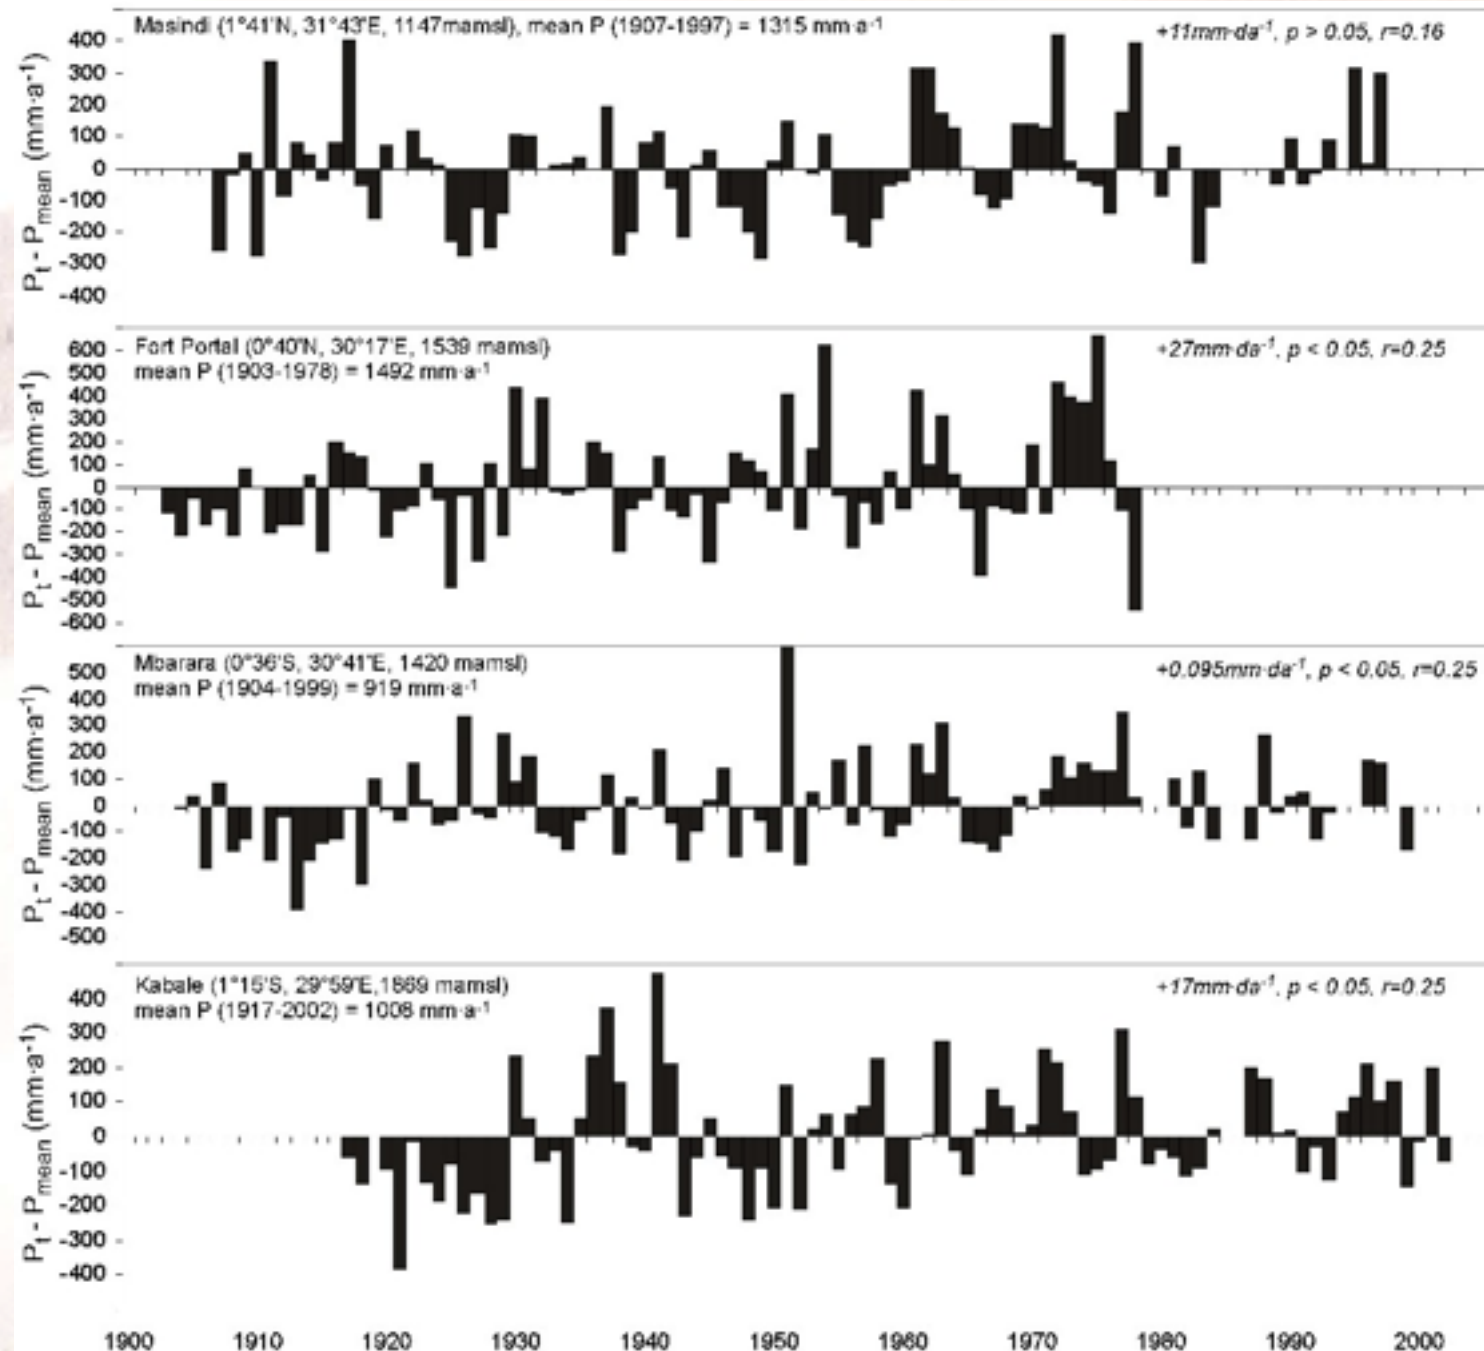 Masindi (1°41'N, 31°43'E, 1147mamsl), mean P (1907-1997) = 1315 mm·a⁻¹
+11mm·da⁻¹, p > 0.05, r=0.16
Pt - Pmean (mm·a⁻¹)
400
300
200
100
0
-100
-200
-300
-400
Fort Portal (0°40'N, 30°17'E, 1539 mamsl)
mean P (1903-1978) = 1492 mm·a⁻¹
+27mm·da⁻¹, p < 0.05, r=0.25
Pt - Pmean (mm·a⁻¹)
600
500
400
300
200
100
0
-100
-200
-300
-400
-500
-600
Mbarara (0°36'S, 30°41'E, 1420 mamsl)
mean P (1904-1999) = 919 mm·a⁻¹
+0.095mm·da⁻¹, p < 0.05, r=0.25
Pt - Pmean (mm·a⁻¹)
500
400
300
200
100
0
-100
-200
-300
-400
-500
Kabale (1°15'S, 29°59'E,1869 mamsl)
mean P (1917-2002) = 1008 mm·a⁻¹
+17mm·da⁻¹, p < 0.05, r=0.25
Pt - Pmean (mm·a⁻¹)
400
300
200
100
0
-100
-200
-300
-400
1900 1910 1920 1930 1940 1950 1960 1970 1980 1990 2000